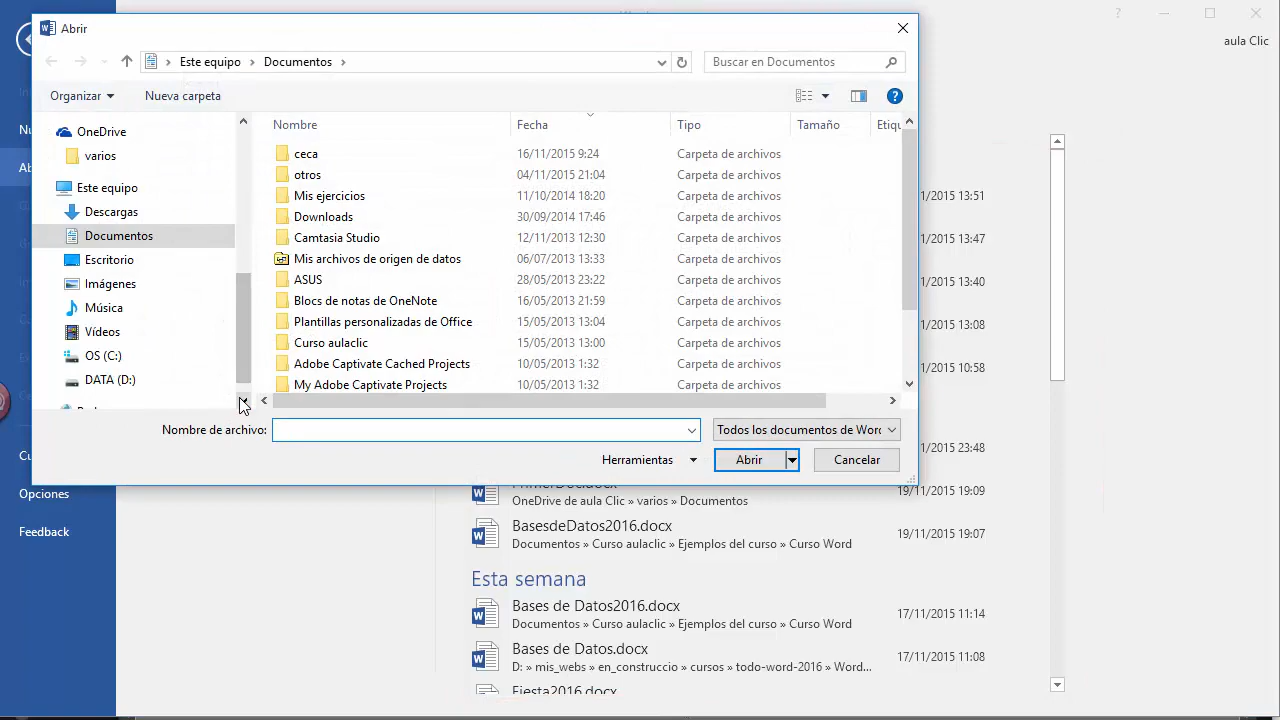 Abrir
aula Clic
Este equipo > Documentos >
Buscar en Documentos
Organizar
Nueva carpeta
Nombre Fecha Tipo Tamaño Etiqu
OneDrive
varios
Este equipo
Descargas
Documentos
Escritorio
Imágenes
Música
Vídeos
OS (C:)
DATA (D:)
ceca 16/11/2015 9:24 Carpeta de archivos
otros 04/11/2015 21:04 Carpeta de archivos
Mis ejercicios 11/10/2014 18:20 Carpeta de archivos
Downloads 30/09/2014 17:46 Carpeta de archivos
Camtasia Studio 12/11/2013 12:30 Carpeta de archivos
Mis archivos de origen de datos 06/07/2013 13:33 Carpeta de archivos
ASUS 28/05/2013 23:22 Carpeta de archivos
Blocs de notas de OneNote 16/05/2013 21:59 Carpeta de archivos
Plantillas personalizadas de Office 15/05/2013 13:04 Carpeta de archivos
Curso aulaclic 15/05/2013 13:00 Carpeta de archivos
Adobe Captivate Cached Projects 10/05/2013 1:32 Carpeta de archivos
My Adobe Captivate Projects 10/05/2013 1:32 Carpeta de archivos
Nombre de archivo:
Todos los documentos de Word
Herramientas
Abrir
Cancelar
Nu
Ab
Cu
Opciones
Feedback
1/2015 13:51
1/2015 13:47
1/2015 13:40
1/2015 13:08
1/2015 10:58
1/2015 23:48
PrimerDoc.docx
OneDrive de aula Clic » varios » Documentos
19/11/2015 19:09
BasesdeDatos2016.docx
Documentos » Curso aulaclic » Ejemplos del curso » Curso Word
19/11/2015 19:07
Esta semana
Bases de Datos2016.docx
Documentos » Curso aulaclic » Ejemplos del curso » Curso Word
17/11/2015 11:14
Bases de Datos.docx
D: » mis_webs » en_construccio » cursos » todo-word-2016 » Word...
17/11/2015 11:08
Fiesta2016.docx